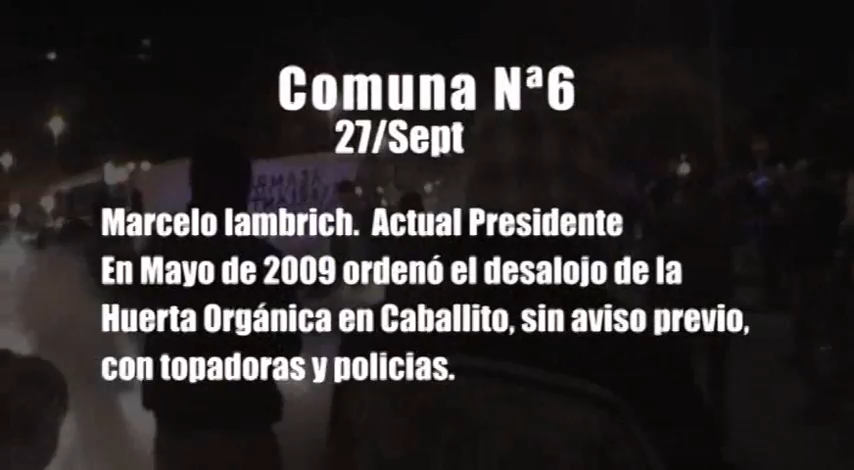 Comuna Nª6
27/Sept
Marcelo Iambrich. Actual Presidente
En Mayo de 2009 ordenó el desalojo de la
Huerta Orgánica en Caballito, sin aviso previo,
con topadoras y policias.